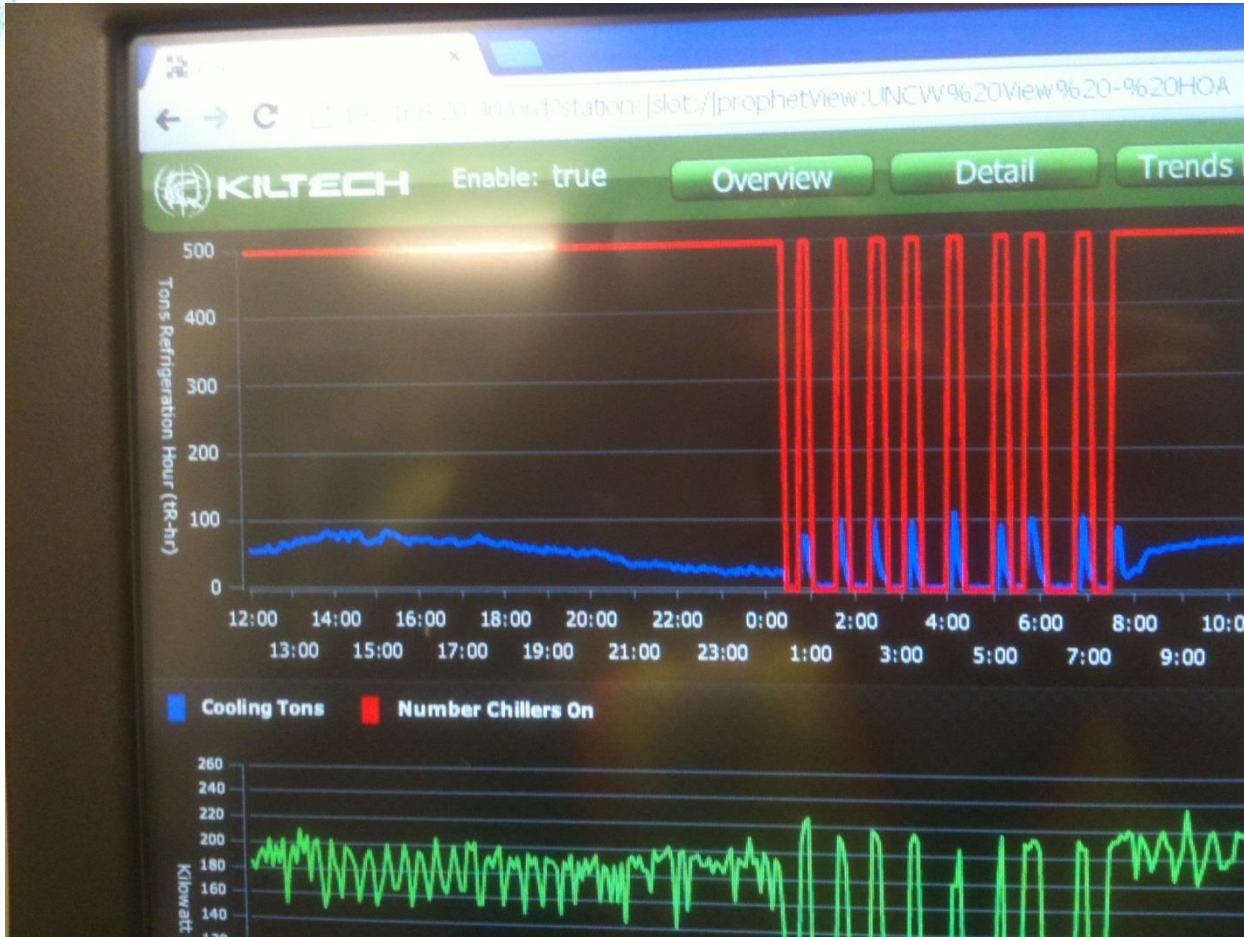 |slot:/|prophetView:UNCW%20View%20-%20HOA
KILTECH Enable: true Overview Detail Trends
500
400
300
200
100
0
Tons Refrigeration Hour (tR-hr)
12:00 14:00 16:00 18:00 20:00 22:00 0:00 2:00 4:00 6:00 8:00 10:0
13:00 15:00 17:00 19:00 21:00 23:00 1:00 3:00 5:00 7:00 9:00
Cooling Tons Number Chillers On
260
240
220
200
180
160
140
120
Kilowatt